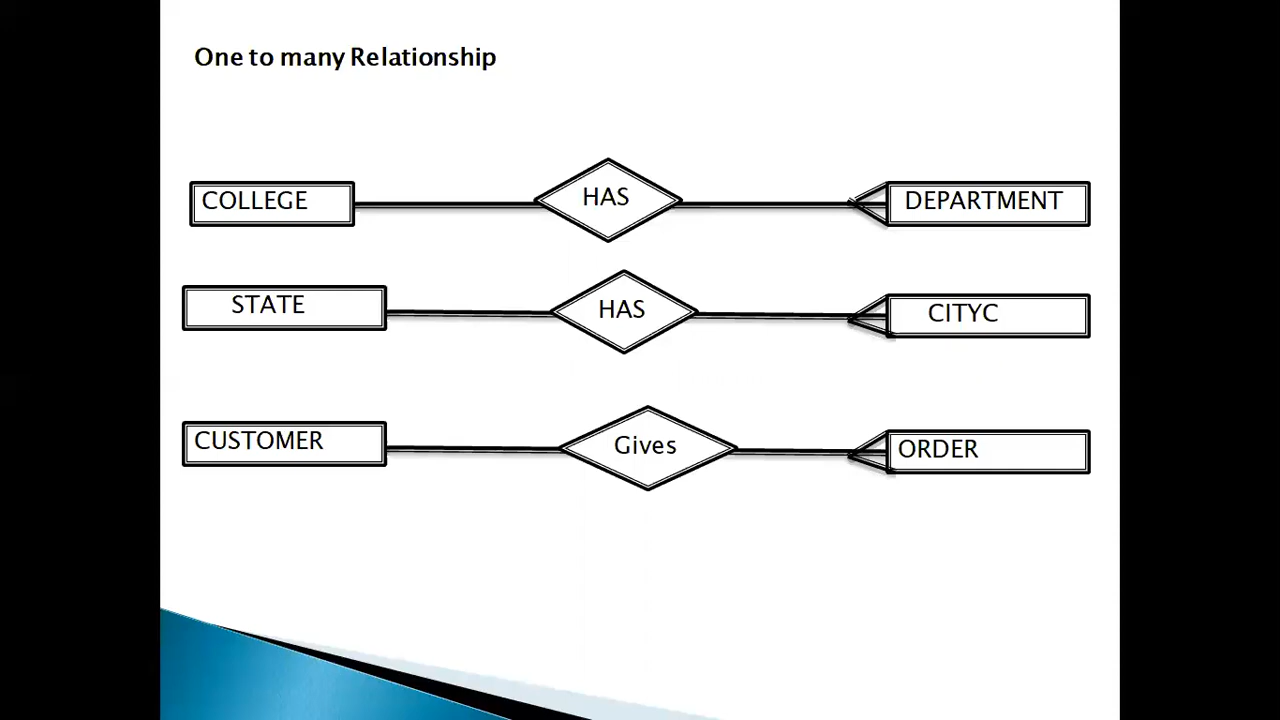 One to many Relationship
COLLEGE HAS DEPARTMENT
STATE HAS CITYC
CUSTOMER Gives ORDER